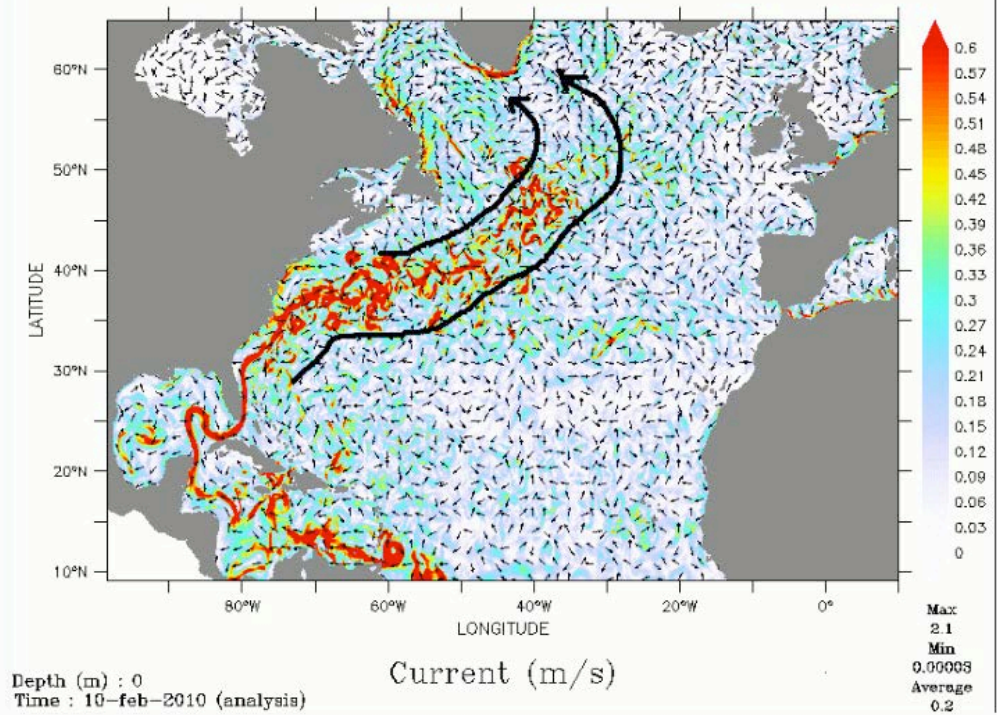 60°N
50°N
40°N
30°N
20°N
10°N
LATITUDE
80°W 60°W 40°W 20°W 0°
LONGITUDE
0.6
0.57
0.54
0.51
0.48
0.45
0.42
0.39
0.36
0.33
0.3
0.27
0.24
0.21
0.18
0.15
0.12
0.09
0.06
0.03
0
Max
2.1
Min
0.00003
Average
0.2
Current (m/s)
Depth (m) : 0
Time : 10-feb-2010 (analysis)